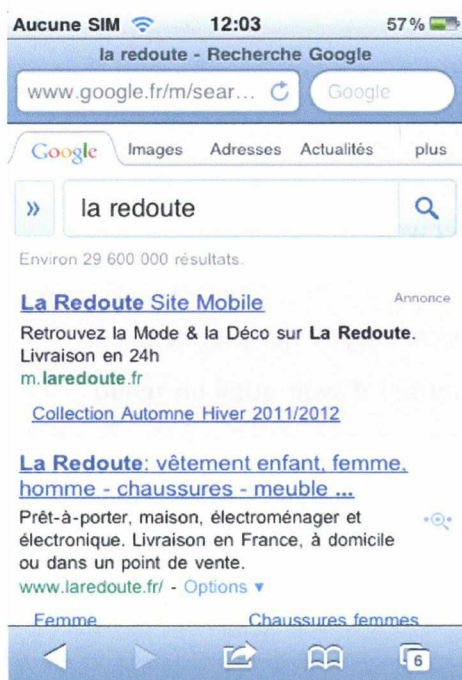 Aucune SIM 12:03 57 %
la redoute - Recherche Google
www.google.fr/m/sear... Google
Google Images Adresses Actualités plus
» la redoute
Environ 29 600 000 résultats.
La Redoute Site Mobile Annonce
Retrouvez la Mode & la Déco sur La Redoute.
Livraison en 24h
m.laredoute.fr
Collection Automne Hiver 2011/2012
La Redoute: vêtement enfant, femme,
homme - chaussures - meuble ...
Prêt-à-porter, maison, électroménager et
électronique. Livraison en France, à domicile
ou dans un point de vente.
www.laredoute.fr/ - Options ▼
Femme Chaussures femmes
6